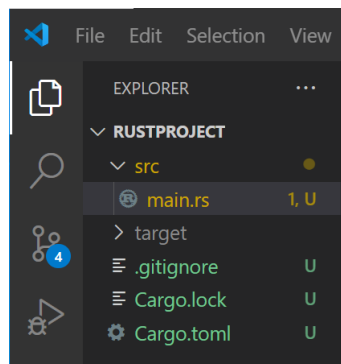 File Edit Selection View
EXPLORER ...
RUSTPROJECT
src
main.rs 1, U
target
.gitignore U
4
Cargo.lock U
Cargo.toml U